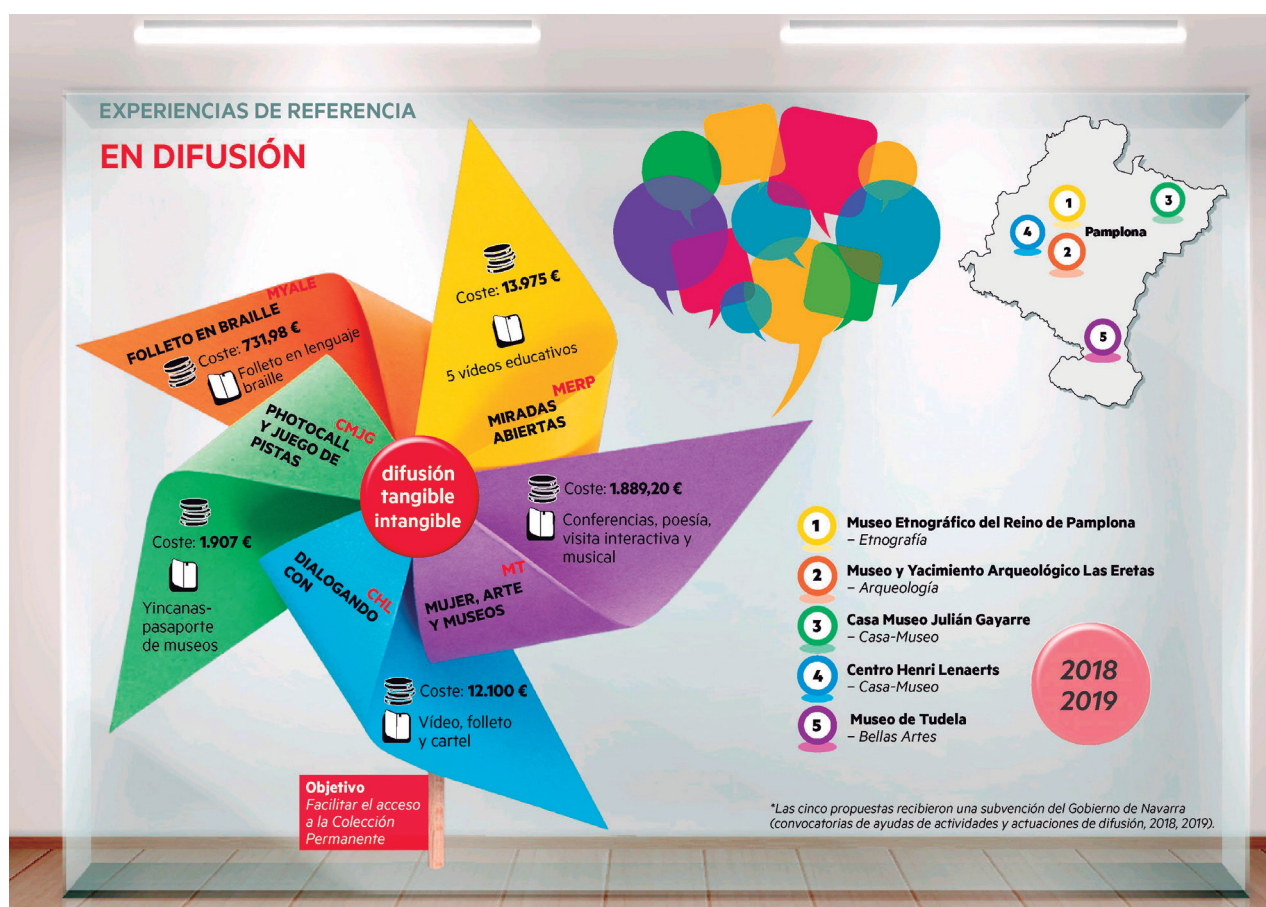 EXPERIENCIAS DE REFERENCIA
EN DIFUSIÓN
MYALE
FOLLETO EN BRAILLE
Coste: 731,98 €
Folleto en lenguaje
braille
Coste: 13.975 €
5 vídeos educativos
MERP
MIRADAS
ABIERTAS
CMJG
PHOTOCALL
Y JUEGO DE
PISTAS
Coste: 1.907 €
Yincanas-
pasaporte
de museos
difusión
tangible
intangible
Coste: 1.889,20 €
Conferencias, poesía,
visita interactiva y
musical
MT
MUJER, ARTE
Y MUSEOS
CHL
DIALOGANDO
CON
Coste: 12.100 €
Vídeo, folleto
y cartel
Objetivo
Facilitar el acceso
a la Colección
Permanente
1
3
4
Pamplona
2
5
1 Museo Etnográfico del Reino de Pamplona
– Etnografía
2 Museo y Yacimiento Arqueológico Las Eretas
– Arqueología
3 Casa Museo Julián Gayarre
– Casa-Museo
4 Centro Henri Lenaerts
– Casa-Museo
5 Museo de Tudela
– Bellas Artes
2018
2019
*Las cinco propuestas recibieron una subvención del Gobierno de Navarra
(convocatorias de ayudas de actividades y actuaciones de difusión, 2018, 2019).